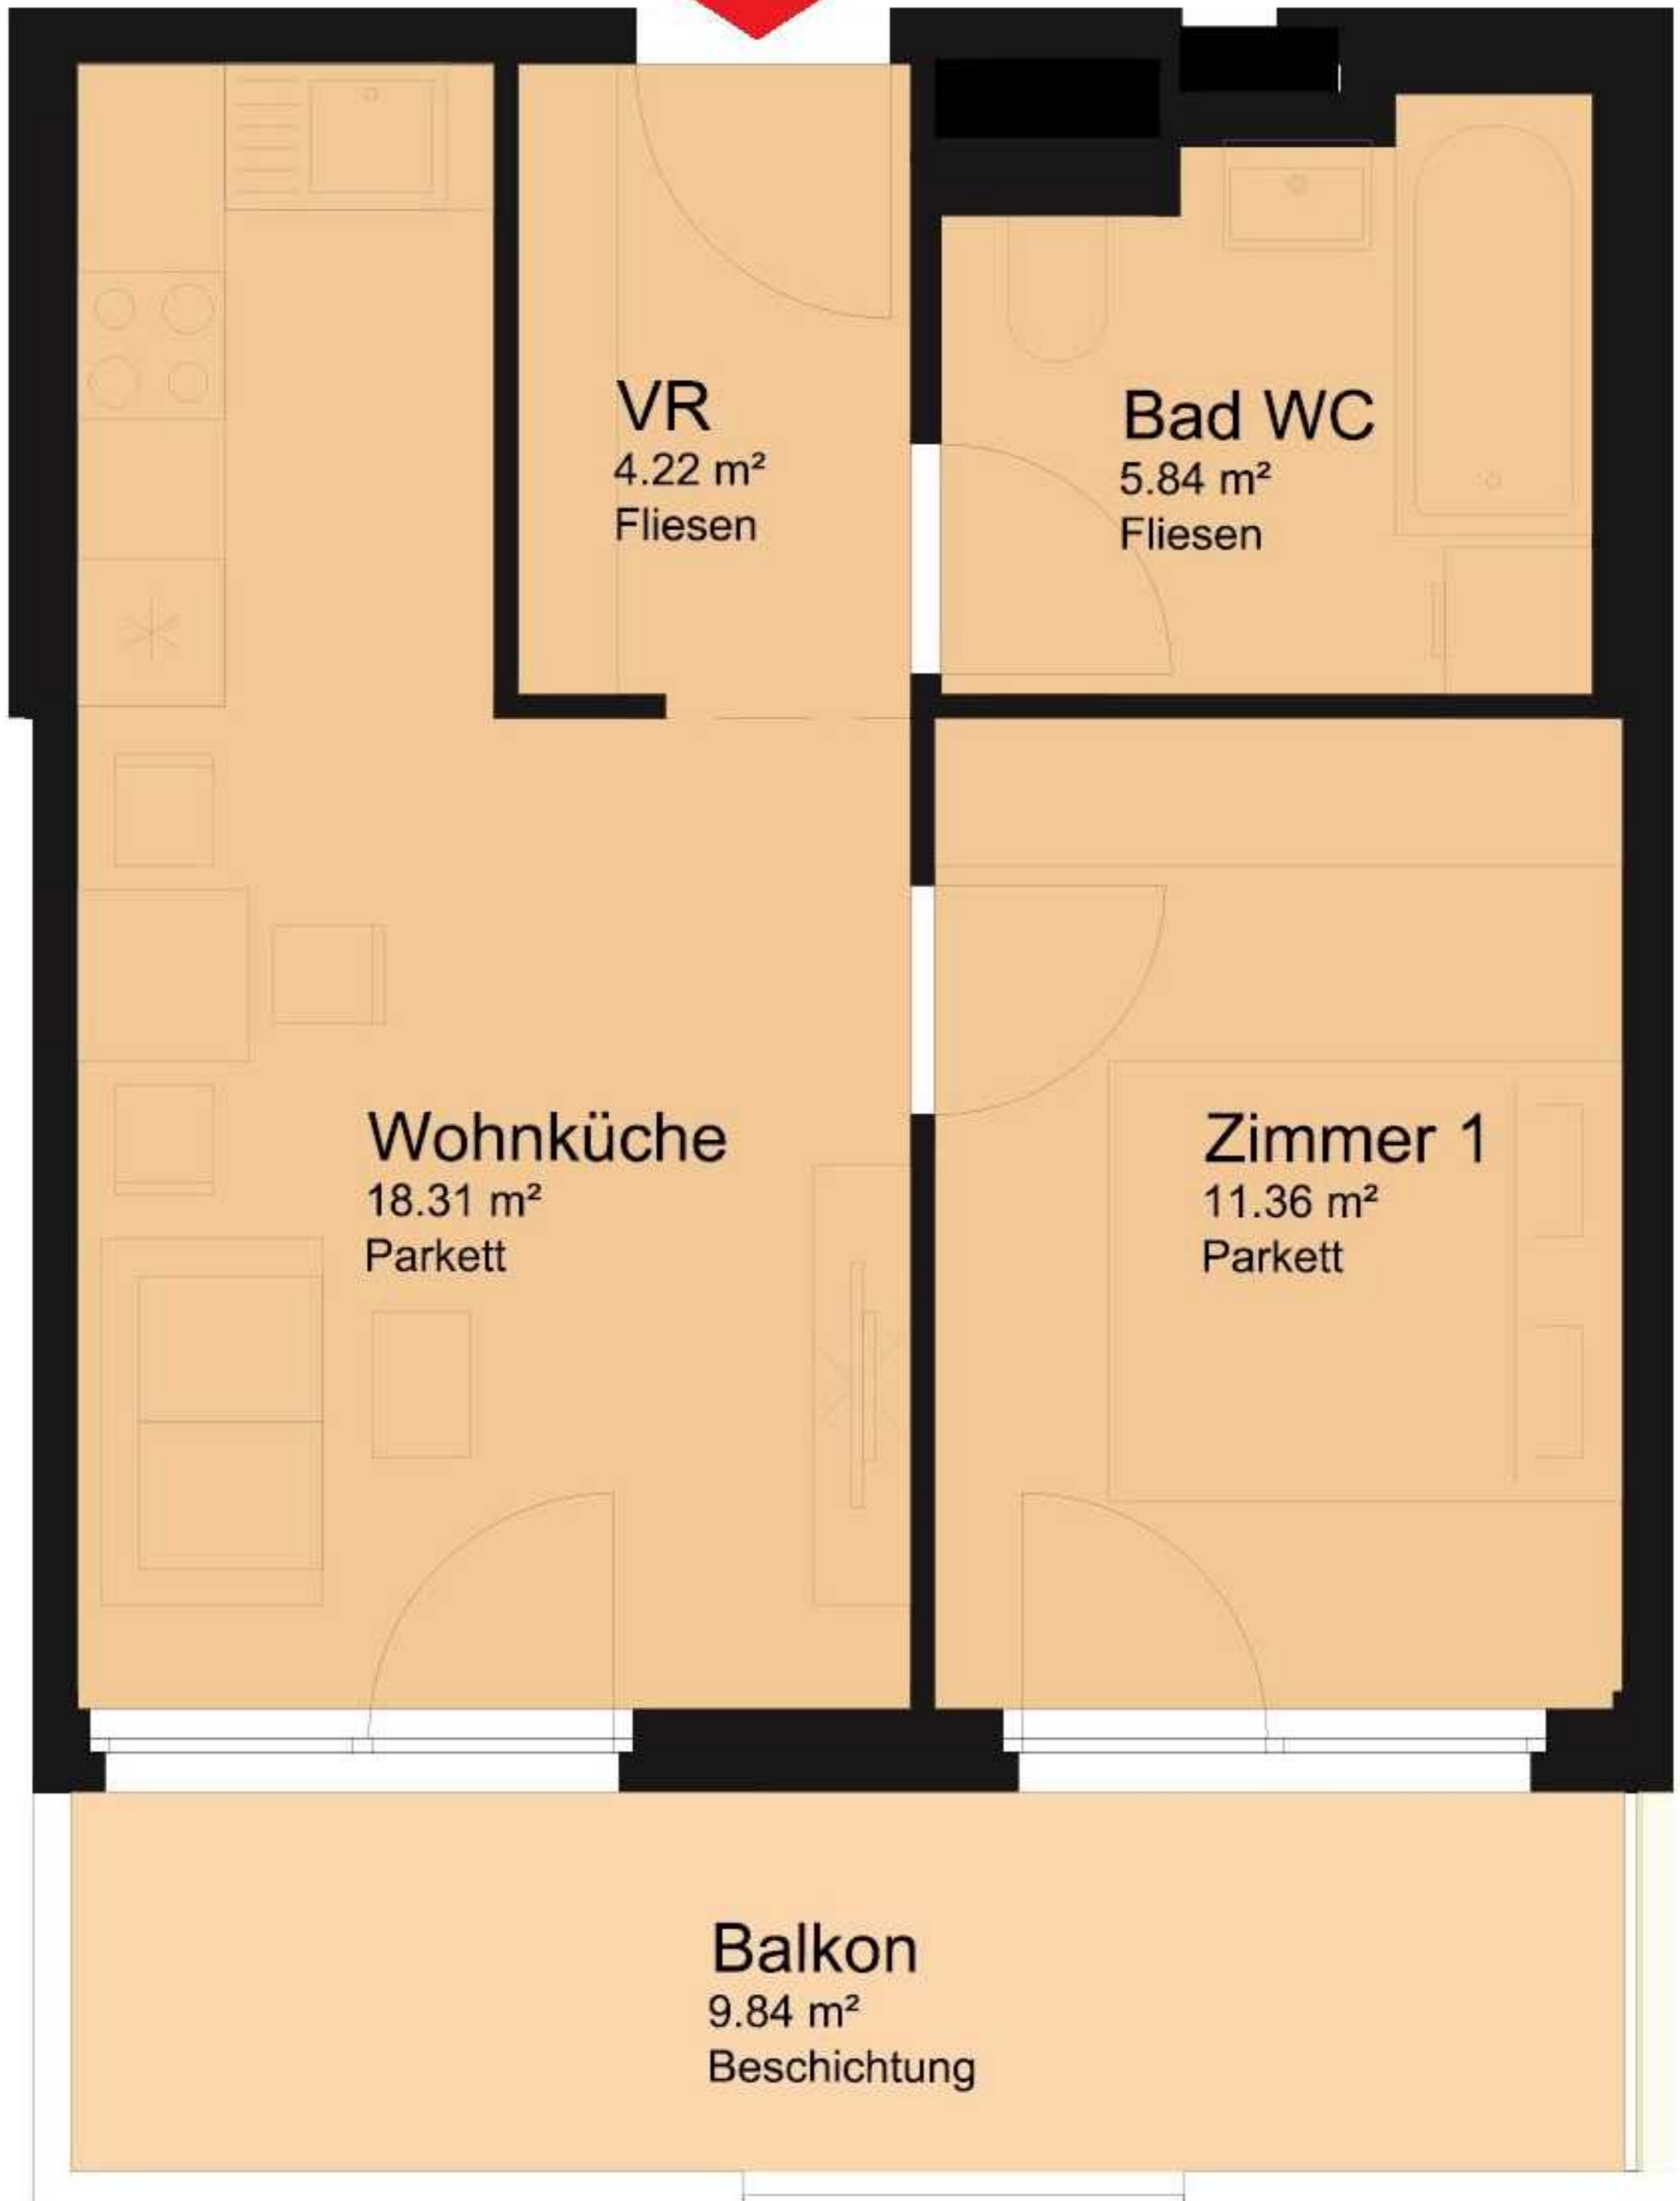 VR
4.22 m²
Fliesen
Bad WC
5.84 m²
Fliesen
Wohnküche
18.31 m²
Parkett
Zimmer 1
11.36 m²
Parkett
Balkon
9.84 m²
Beschichtung